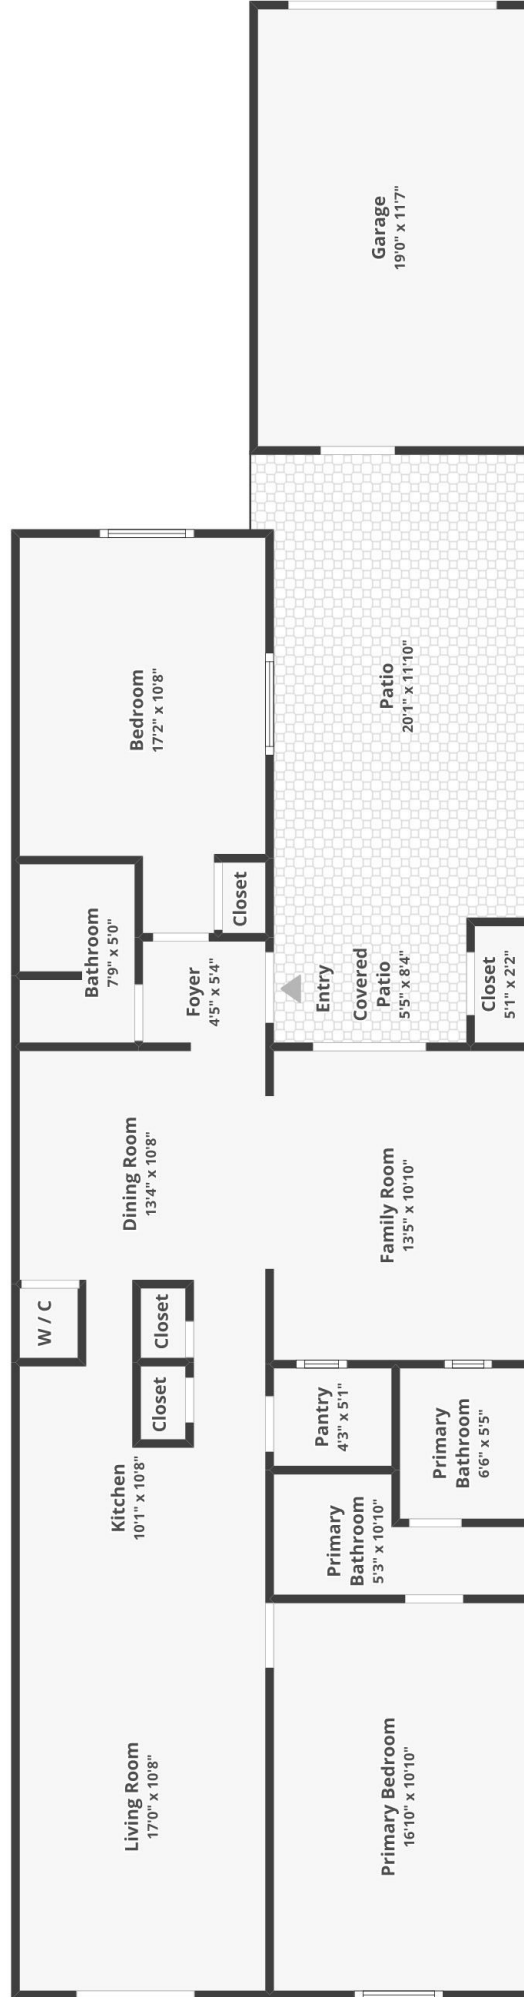 Garage
19'0" x 11'7"
Patio
20'1" x 11'10"
Bedroom
17'2" x 10'8"
Closet
Bathroom
7'9" x 5'0"
Foyer
4'5" x 5'4"
Entry
Covered
Patio
5'5" x 8'4"
Closet
5'1" x 2'2"
Dining Room
13'4" x 10'8"
Family Room
13'5" x 10'10"
W / C
Closet
Closet
Pantry
4'3" x 5'1"
Primary
Bathroom
6'6" x 5'5"
Kitchen
10'1" x 10'8"
Primary
Bathroom
5'3" x 10'10"
Living Room
17'0" x 10'8"
Primary Bedroom
16'10" x 10'10"